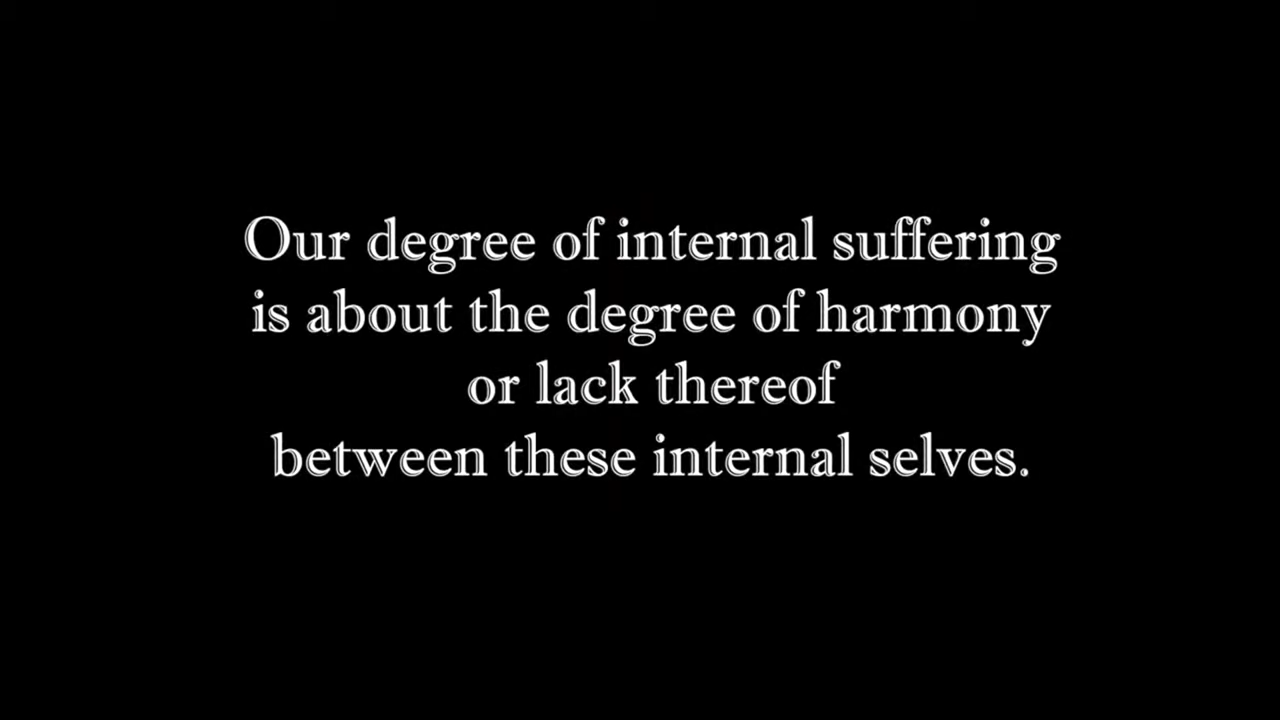 Our degree of internal suffering
is about the degree of harmony
or lack thereof
between these internal selves.